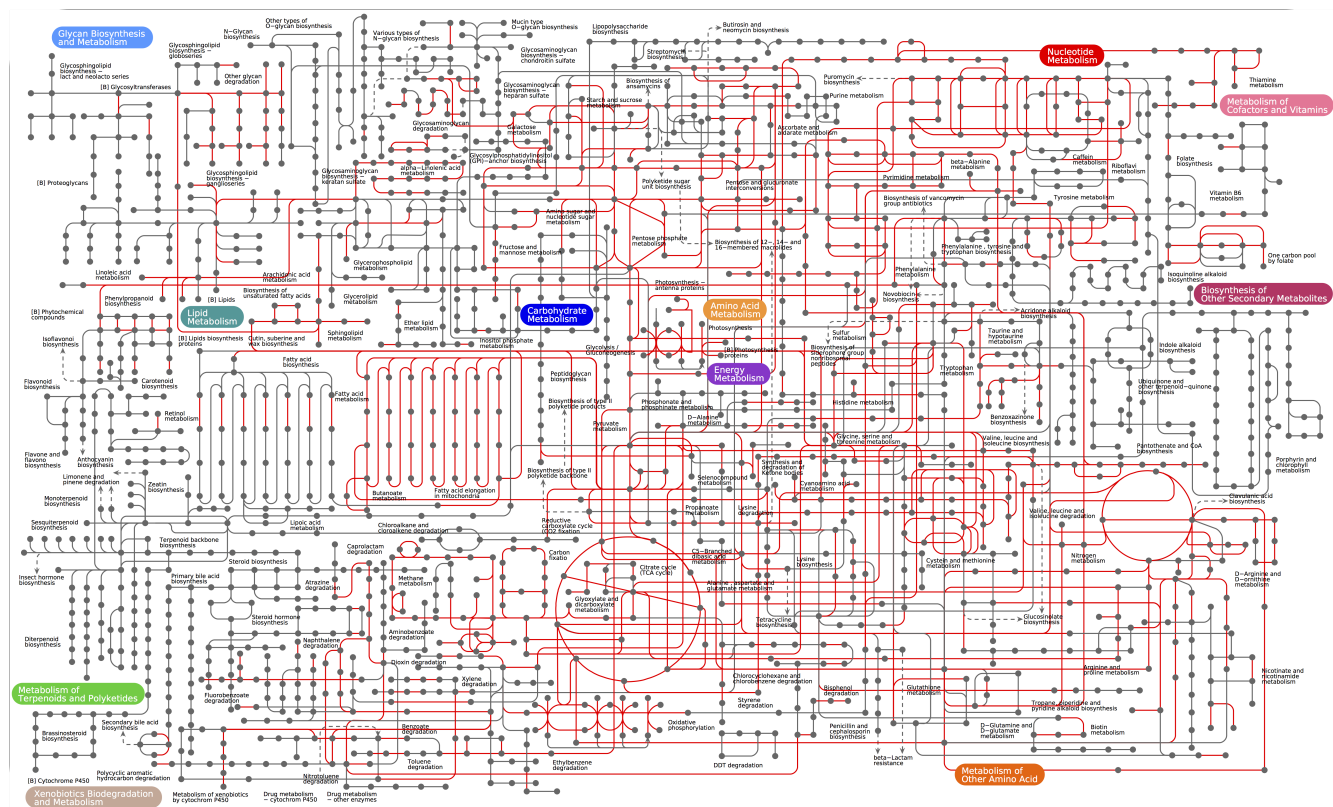 Glycan Biosynthesis
and Metabolism
Other types of
O−glycan biosynthesis
N−Glycan
biosynthesis
Various types of
N−glycan biosynthesis
Mucin type
O−glycan biosynthesis
Lipopolysaccharide
biosynthesis
Butirosin and
neomycin biosynthesis
Glycosphingolipid
biosynthesis −
globoseries
Glycosaminoglycan
biosynthesis −
chondroitin sulfate
Streptomycin
biosynthesis
Nucleotide
Metabolism
Glycosphingolipid
biosynthesis −
lact and neolacto series
Other glycan
degradation
[B] Glycosyltransferases
Glycosaminoglycan
biosynthesis −
heparan sulfate
Biosynthesis of
ansamycins
Puromycin
biosynthesis
Purine metabolism
Thiamine
metabolism
Metabolism of
Cofactors and Vitamins
Starch and sucrose
metabolism
Glycosaminoglycan
degradation
Galactose
metabolism
Ascorbate and
aldarate metabolism
Glycosylphosphatidylinositol
(GPI)−anchor biosynthesis
Caffein
metabolism
Riboflavi
metabolism
Folate
biosynthesis
beta−Alanine
metabolism
alpha−Linolenic acid
metabolism
Glycosaminoglycan
biosynthesis −
keratan sulfate
Glycosphingolipid
biosynthesis −
ganglioseries
[B] Proteoglycans
Polyketide sugar
unit biosynthesis
Pentose and glucuronate
interconversions
Pyrimidine metabolism
Biosynthesis of vancomycin
group antibiotics
Tyrosine metabolism
Vitamin B6
metabolism
Amino sugar and
nucleotide sugar
metabolism
Pentose phosphate
metabolism
Biosynthesis of 12−, 14− and
16−membered macrolides
Fructose and
mannose metabolism
Phenylalanine , tyrosine and
tryptophan biosynthesis
One carbon pool
by folate
Glycerophospholipid
metabolism
Phenylalanine
metabolism
Isoquinoline alkaloid
biosynthesis
Linoleic acid
metabolism
Arachidonic acid
metabolism
Photosynthesis −
antenna proteins
Biosynthesis of
unsaturated fatty acids
Novobiocin
biosynthesis
Biosynthesis of
Other Secondary Metabolites
Phenylpropanoid
biosynthesis
[B] Lipids
Glycerolipid
metabolism
[B] Phytochemical
compounds
Lipid
Metabolism
Carbohydrate
Metabolism
Amino Acid
Metabolism
Acridone alkaloid
biosynthesis
Ether lipid
metabolism
Photosynthesis
Sulfur
metabolism
Taurine and
hypotaurine
metabolism
Isoflavonoi
biosynthesis
[B] Lipids biosynthesis
proteins
Cutin, suberine and
wax biosynthesis
Sphingolipid
metabolism
Inositol phosphate
metabolism
Glycolysis /
Gluconeogenesis
[B] Photosynthesis
proteins
Biosynthesis of
siderophore group
nonribosomal
peptides
Indole alkaloid
biosynthesis
Fatty acid
biosynthesis
Energy
Metabolism
Tryptophan
metabolism
Peptidoglycan
biosynthesis
Flavonoid
biosynthesis
Carotenoid
biosynthesis
Ubiquinone and
other terpenoid−quinone
biosynthesis
Fatty acid
metabolism
Biosynthesis of type II
polyketide products
Phosphonate and
phosphinate metabolism
Histidine metabolism
Retinol
metabolism
Pyruvate
metabolism
D−Alanine
metabolism
Benzoxazinone
biosynthesis
Glycine, serine and
threonine metabolism
Valine, leucine and
isoleucine biosynthesis
Pantothenate and CoA
biosynthesis
Flavone and
flavono
biosynthesis
Anthocyanin
biosynthesis
Synthesis and
degradation of
ketone bodies
Porphyrin and
chlorophyll
metabolism
Limonene and
pinene degradation
Biosynthesis of type II
polyketide backbone
Selenocompound
metabolism
Cyanoamino acid
metabolism
Zeatin
biosynthesis
Butanoate
metabolism
Fatty acid elongation
in mitochondria
Monoterpenoid
biosynthesis
Clavulanic acid
biosynthesis
Propanoate
metabolism
Lysine
degradation
Valine, leucine and
isoleucine degradation
Sesquiterpenoid
biosynthesis
Lipoic acid
metabolism
Chloroalkane and
cloroalkene degradation
Reductive
carboxylate cycle
(CO2 fixation)
Terpenoid backbone
biosynthesis
Caprolactam
degradation
Carbon
fixatio
C5−Branched
dibasic acid
metabolism
Lysine
biosynthesis
Cystein and methionine
metabolism
Nitrogen
metabolism
Steroid biosynthesis
Citrate cycle
(TCA cycle)
Insect hormone
biosynthesis
Primary bile acid
biosynthesis
Atrazine
degradation
Methane
metabolism
Alanine , aspartate and
glutamate metabolism
D−Arginine and
D−ornithine
metabolism
Glyoxylate and
dicarboxylate
metabolism
Steroid hormone
biosynthesis
Tetracycline
biosynthesis
Glucosinolate
biosynthesis
Diterpenoid
biosynthesis
Naphthalene
degradation
Aminobenzoate
degradation
Dioxin degradation
Arginine and
proline metabolism
Nicotinate and
nicotinamide
metabolism
Chlorocyclohexane and
chlorobenzene degradation
Xylene
degradation
Metabolism of
Terpenoids and Polyketides
Fluorobenzoate
degradation
Bisphenol
degradation
Glutathione
metabolism
Styrene
degradation
Tropane, piperidine and
pyridine alkaloid biosynthesis
Secondary bile acid
biosynthesis
Benzoate
degradation
Oxidative
phosphorylation
Penicillin and
cephalosporin
biosynthesis
D−Glutamine and
D−glutamate
metabolism
Biotin
metabolism
Brassinosteroid
biosynthesis
Toluene
degradation
Ethylbenzene
degradation
DDT degradation
beta−Lactam
resistance
Metabolism of
Other Amino Acid
[B] Cytochrome P450
Polycyclic aromatic
hydrocarbon degradation
Nitrotoluene
degradation
Xenobiotics Biodegradation
and Metabolism
Metabolism of xenobiotics
by cytochrom P450
Drug metabolism
− cytochrom P450
Drug metabolism
− other enzymes